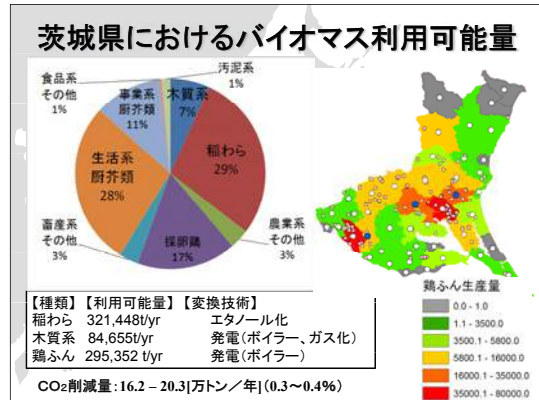 茨城県におけるバイオマス利用可能量
食品系
その他
1%
事業系
厨芥類
11%
汚泥系
1%
木質系
7%
稲わら
29%
生活系
厨芥類
28%
畜産系
その他
3%
採卵鶏
17%
農業系
その他
3%
【種類】 【利用可能量】 【変換技術】
稲わら 321,448t/yr エタノール化
木質系 84,655t/yr 発電(ボイラー、ガス化)
鶏ふん 295,352 t/yr 発電(ボイラー)
CO2削減量:16.2 – 20.3[万トン/年](0.3~0.4%)
鶏ふん生産量
0.0 - 1.0
1.1 - 3500.0
3500.1 - 5800.0
5800.1 - 16000.0
16000.1 - 35000.0
35000.1 - 80000.0